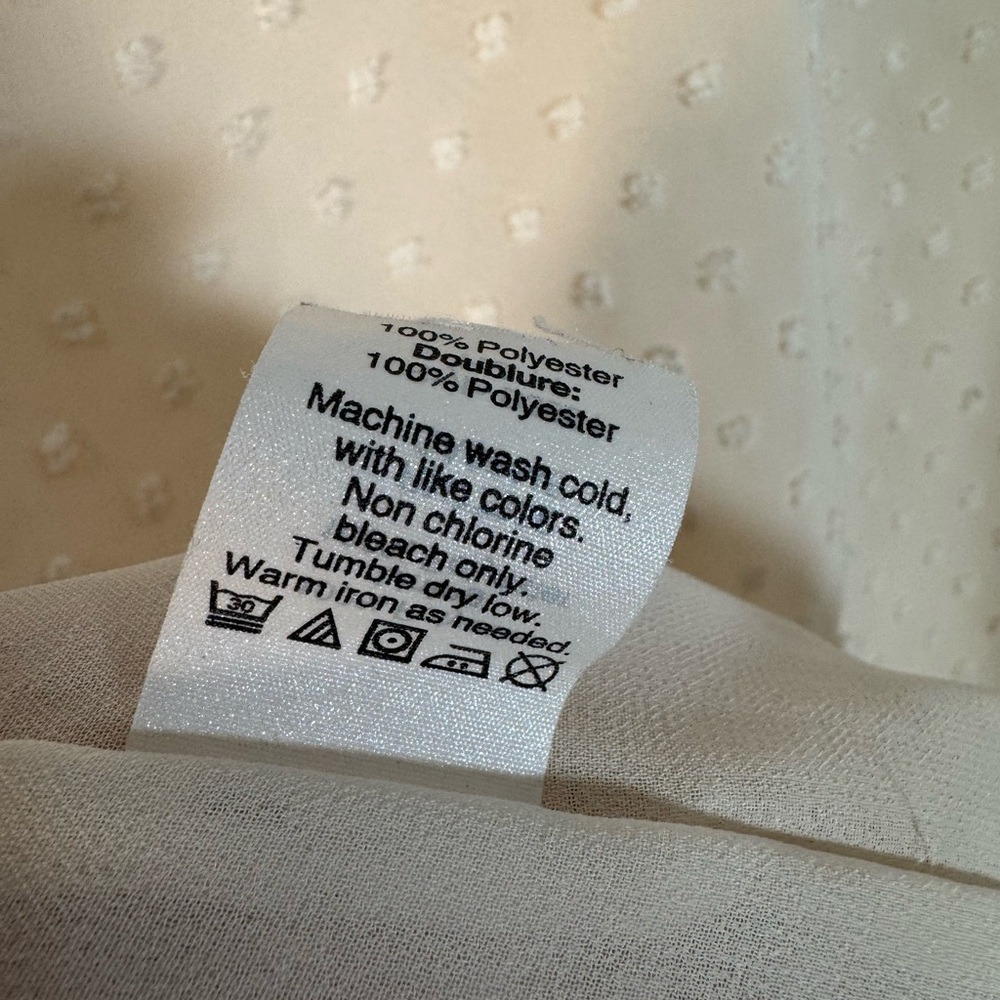 100% Polyester
Doublure:
100% Polyester
Machine wash cold,
with like colors.
Non chlorine
bleach only.
Tumble dry low.
Warm iron as needed.
30